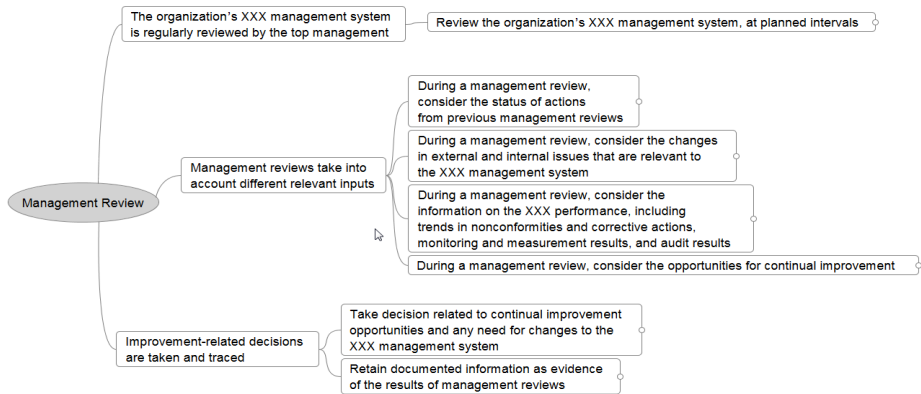 The organization's XXX management system
is regularly reviewed by the top management
Review the organization's XXX management system, at planned intervals
During a management review,
consider the status of actions
from previous management reviews
During a management review, consider the changes
in external and internal issues that are relevant to
the XXX management system
Management reviews take into
account different relevant inputs
During a management review, consider the
information on the XXX performance, including
trends in nonconformities and corrective actions,
monitoring and measurement results, and audit results
Management Review
During a management review, consider the opportunities for continual improvement
Take decision related to continual improvement
opportunities and any need for changes to the
XXX management system
Improvement-related decisions
are taken and traced
Retain documented information as evidence
of the results of management reviews